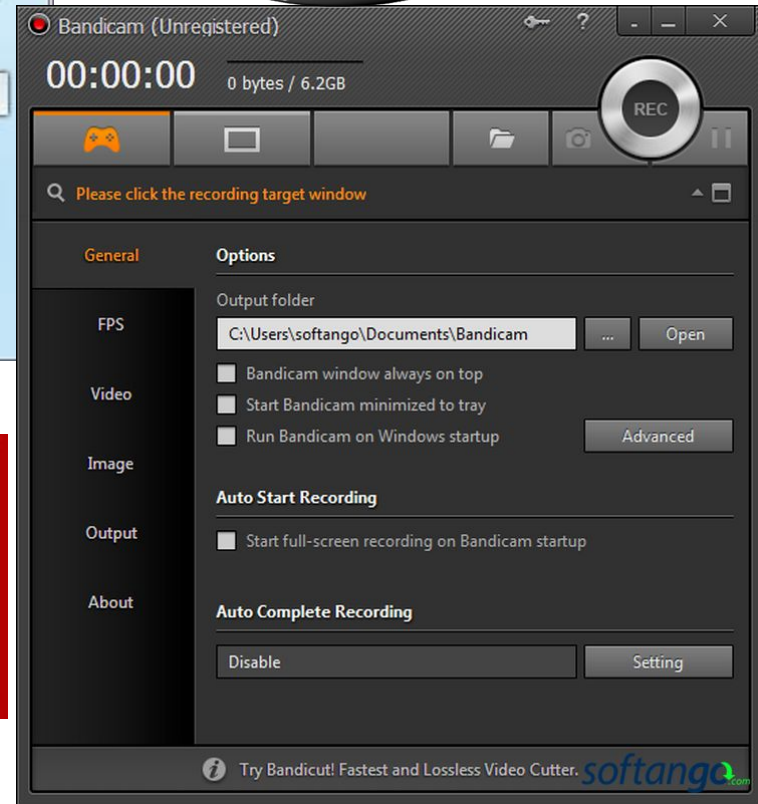 Bandicam (Unregistered)
00:00:00
0 bytes / 6.2GB
REC
Please click the recording target window
General
FPS
Video
Image
Output
About
Options
Output folder
C:\Users\softango\Documents\Bandicam
...
Open
Bandicam window always on top
Start Bandicam minimized to tray
Run Bandicam on Windows startup
Advanced
Auto Start Recording
Start full-screen recording on Bandicam startup
Auto Complete Recording
Disable
Setting
Try Bandicut! Fastest and Lossless Video Cutter.
softango.com